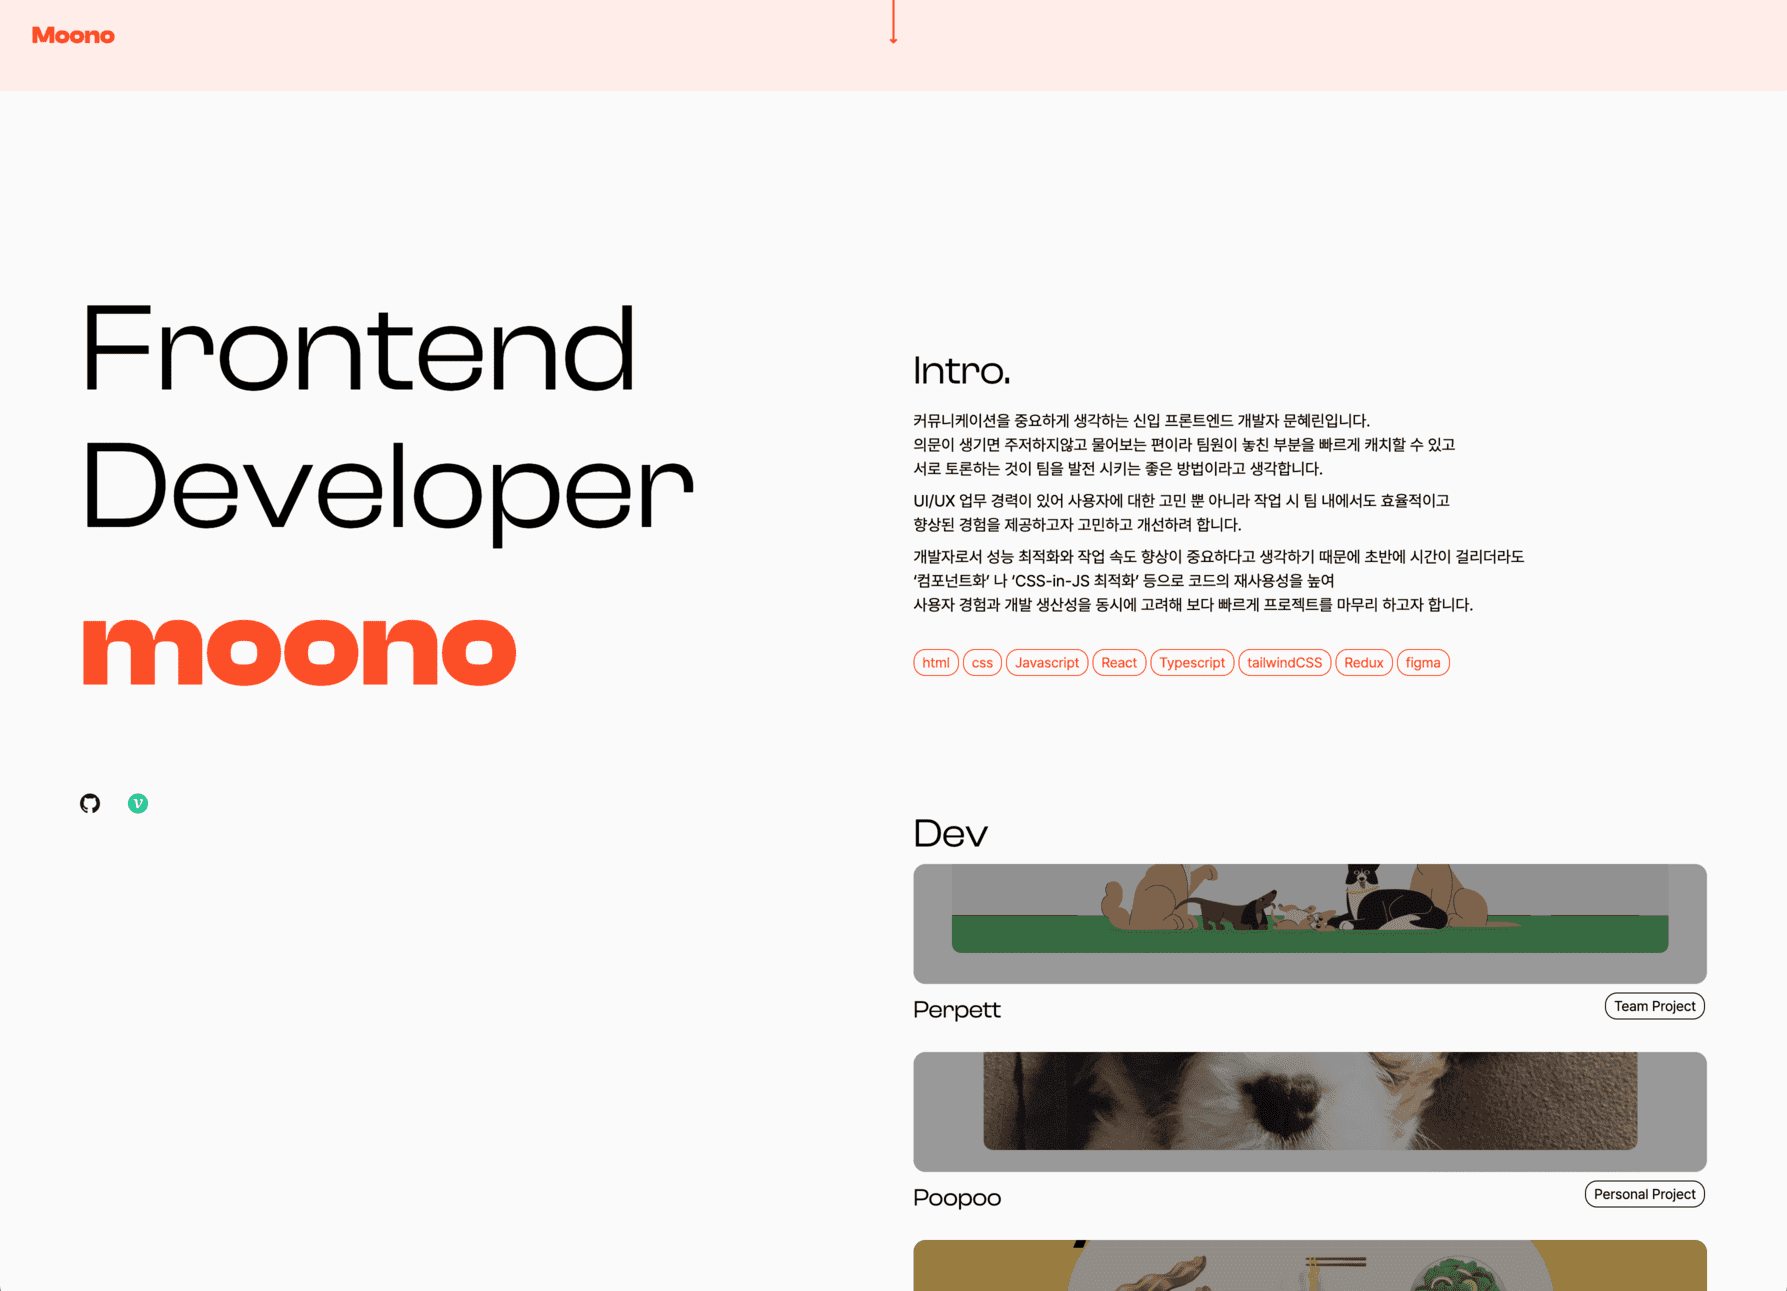 Moono
Frontend
Developer
moono
Intro.
커뮤니케이션을 중요하게 생각하는 신입 프론트엔드 개발자 문혜린입니다.
의문이 생기면 주저하지않고 물어보는 편이라 팀원이 놓친 부분을 빠르게 캐치할 수 있고
서로 토론하는 것이 팀을 발전 시키는 좋은 방법이라고 생각합니다.
UI/UX 업무 경력이 있어 사용자에 대한 고민 뿐 아니라 작업 시 팀 내에서도 효율적이고
향상된 경험을 제공하고자 고민하고 개선하려 합니다.
개발자로서 성능 최적화와 작업 속도 향상이 중요하다고 생각하기 때문에 초반에 시간이 걸리더라도
‘컴포넌트화’ 나 ‘CSS-in-JS 최적화’ 등으로 코드의 재사용성을 높여
사용자 경험과 개발 생산성을 동시에 고려해 보다 빠르게 프로젝트를 마무리 하고자 합니다.
html css Javascript React Typescript tailwindCSS Redux figma
v
Dev
Perpett
Team Project
Poopoo
Personal Project